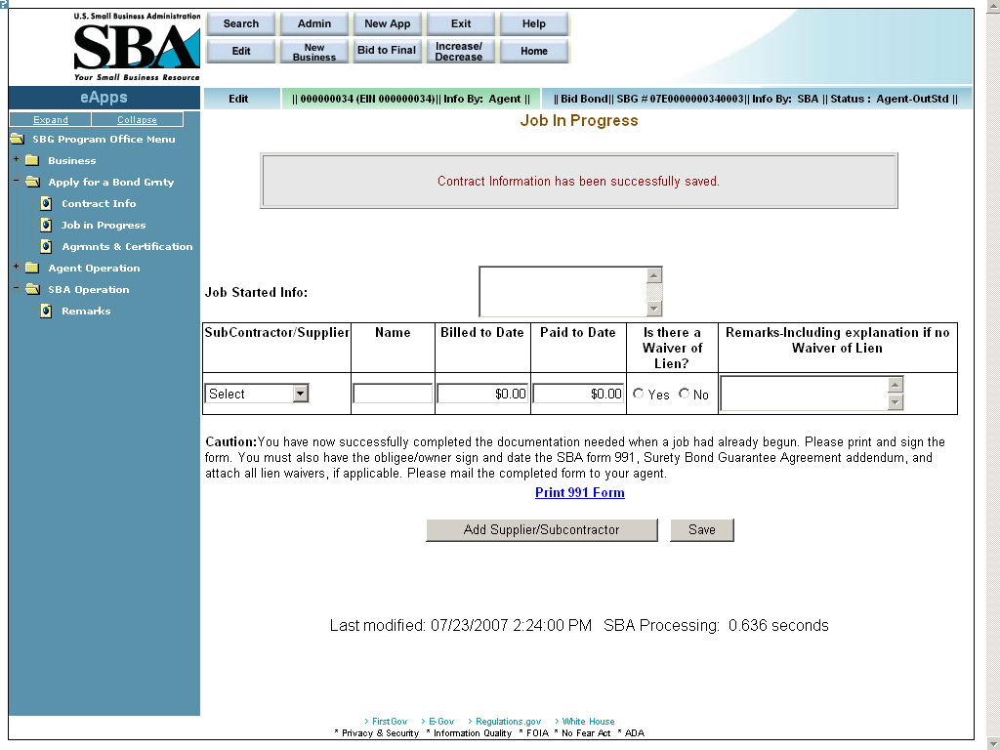 U.S. Small Business Administration
SBA
Your Small Business Resource
Search Admin New App Exit Help
Edit New Business Bid to Final Increase/Decrease Home
eApps
Edit || 000000034 (EIN 000000034)|| Info By: Agent || || Bid Bond|| SBG # 07E0000000340003|| Info By: SBA || Status : Agent-OutStd ||
Expand Collapse
SBG Program Office Menu
Business
Apply for a Bond Grnty
Contract Info
Job in Progress
Agrmnts & Certification
Agent Operation
SBA Operation
Remarks
Job In Progress
Contract Information has been successfully saved.
Job Started Info:
SubContractor/Supplier Name Billed to Date Paid to Date Is there a Waiver of Lien? Remarks-Including explanation if no Waiver of Lien
Select $0.00 $0.00 Yes No
Caution:You have now successfully completed the documentation needed when a job had already begun. Please print and sign the
form. You must also have the obligee/owner sign and date the SBA form 991, Surety Bond Guarantee Agreement addendum, and
attach all lien waivers, if applicable. Please mail the completed form to your agent.
Print 991 Form
Add Supplier/Subcontractor Save
Last modified: 07/23/2007 2:24:00 PM SBA Processing: 0.636 seconds
> FirstGov > E-Gov > Regulations.gov > White House
* Privacy & Security * Information Quality * FOIA * No Fear Act * ADA